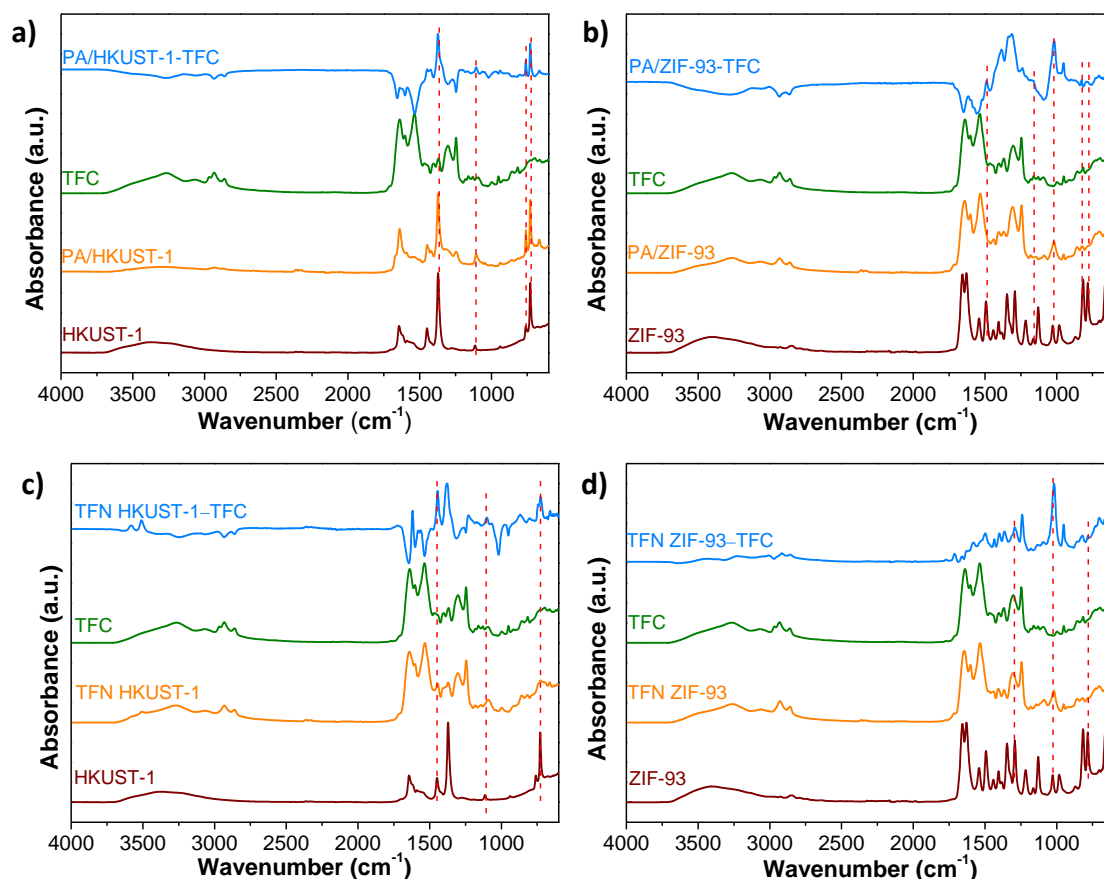 a)
Absorbance (a.u.)
PA/HKUST-1-TFC
TFC
PA/HKUST-1
HKUST-1
4000 3500 3000 2500 2000 1500 1000
Wavenumber (cm-1)
b)
Absorbance (a.u.)
PA/ZIF-93-TFC
TFC
PA/ZIF-93
ZIF-93
4000 3500 3000 2500 2000 1500 1000
Wavenumber (cm-1)
c)
Absorbance (a.u.)
TFN HKUST-1–TFC
TFC
TFN HKUST-1
HKUST-1
4000 3500 3000 2500 2000 1500 1000
Wavenumber (cm-1)
d)
Absorbance (a.u.)
TFN ZIF-93–TFC
TFC
TFN ZIF-93
ZIF-93
4000 3500 3000 2500 2000 1500 1000
Wavenumber (cm-1)